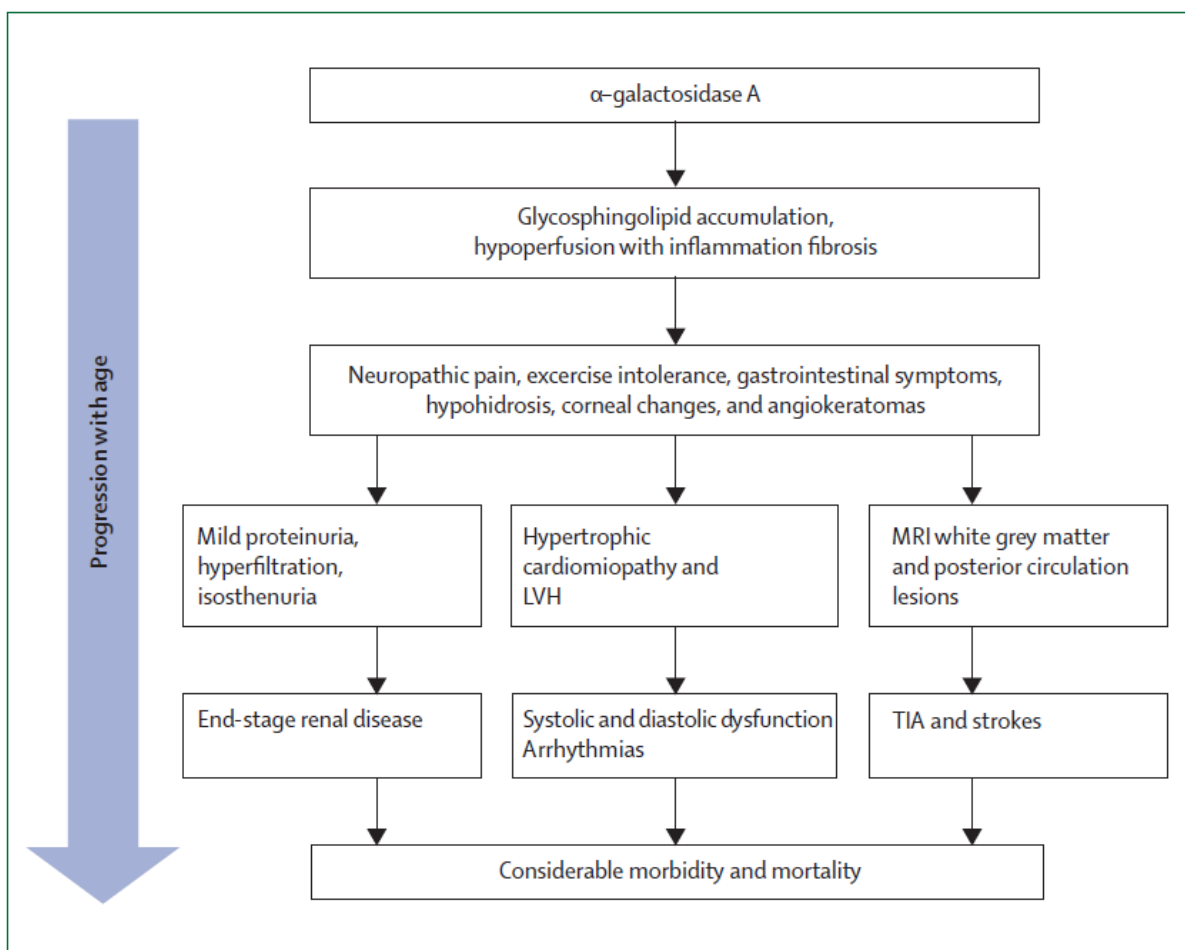 α-galactosidase A
Glycosphingolipid accumulation,
hypoperfusion with inflammation fibrosis
Neuropathic pain, excercise intolerance, gastrointestinal symptoms,
hypohidrosis, corneal changes, and angiokeratomas
Mild proteinuria,
hyperfiltration,
isosthenuria
Hypertrophic
cardiomiopathy and
LVH
MRI white grey matter
and posterior circulation
lesions
End-stage renal disease
Systolic and diastolic dysfunction
Arrhythmias
TIA and strokes
Considerable morbidity and mortality
Progression with age